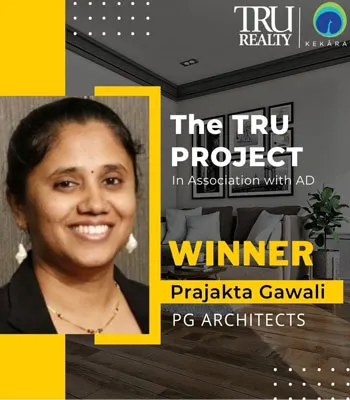 TRU
REALTY
KEKĀRA
The TRU
PROJECT
In Association with AD
WINNER
Prajakta Gawali
PG ARCHITECTS